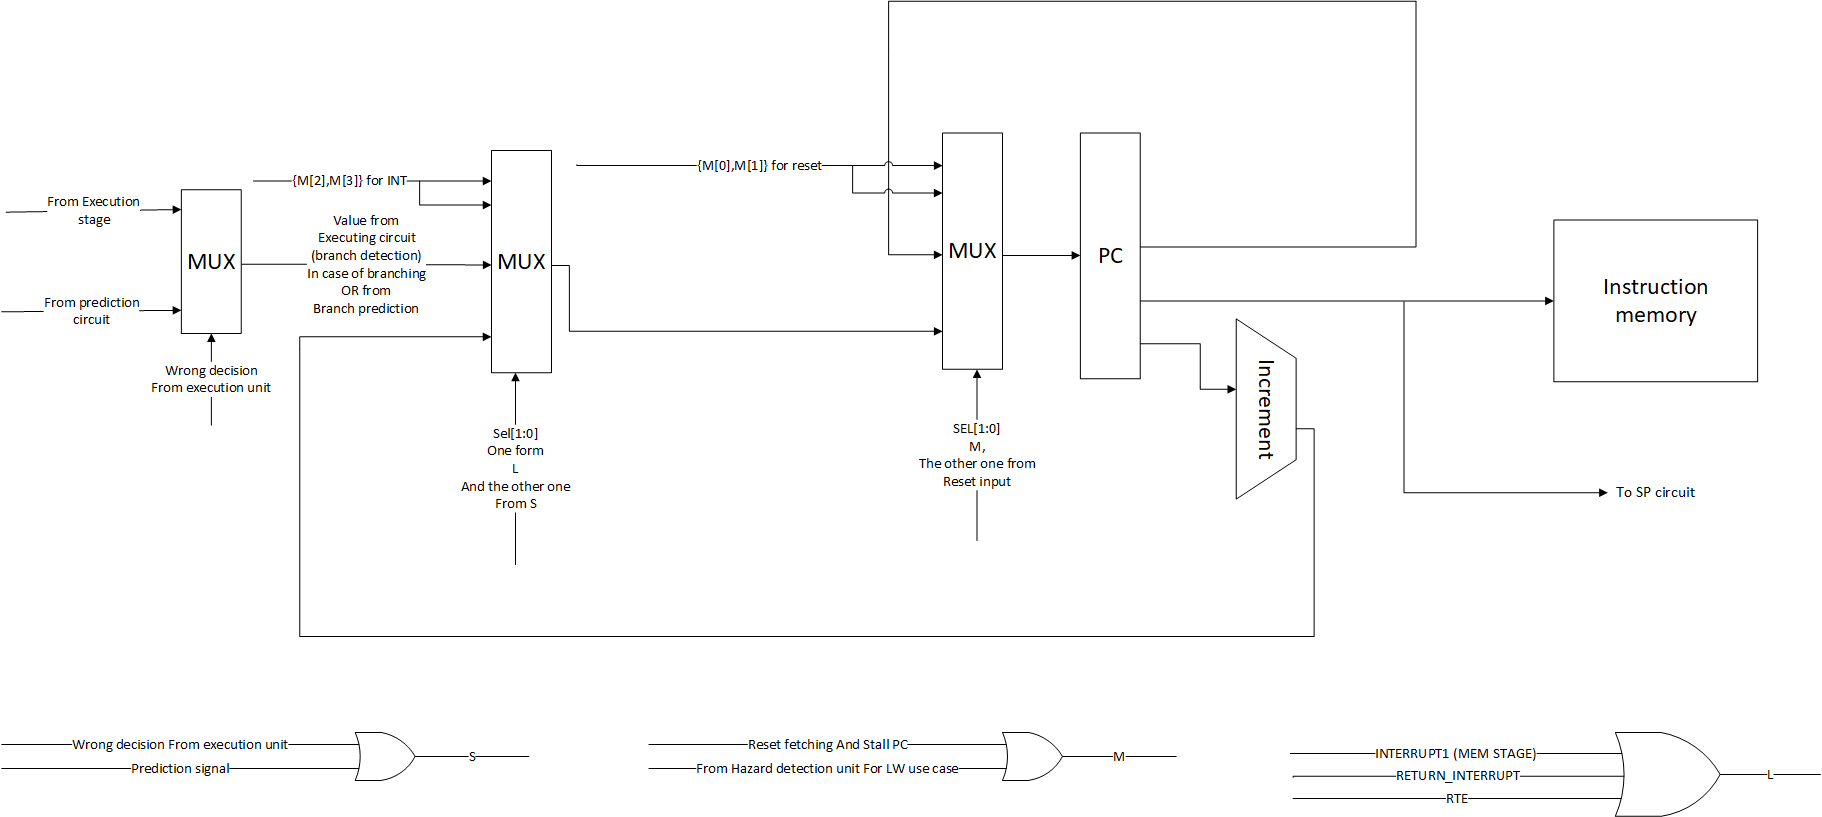 {M[0],M[1]} for reset
{M[2],M[3]} for INT
From Execution
stage
MUX
From prediction
circuit
Wrong decision
From execution unit
Value from
Executing circuit
(branch detection)
In case of branching
OR from
Branch prediction
MUX
Sel[1:0]
One form
L
And the other one
From S
MUX
SEL[1:0]
M,
The other one from
Reset input
PC
Increment
Instruction
memory
To SP circuit
Wrong decision From execution unit
Prediction signal
S
Reset fetching And Stall PC
From Hazard detection unit For LW use case
M
INTERRUPT1 (MEM STAGE)
RETURN_INTERRUPT
RTE
L